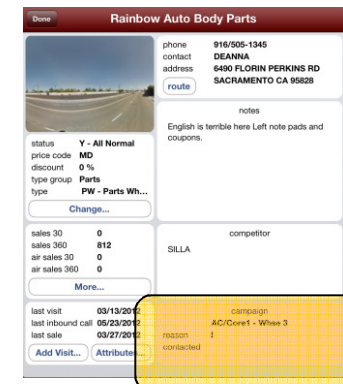 Done
Rainbow Auto Body Parts
phone 916/505-1345
contact DEANNA
address 6490 FLORIN PERKINS RD
SACRAMENTO CA 95828
route
status Y - All Normal
price code MD
discount 0 %
type group Parts
type PW - Parts Wh...
Change...
notes
English is terrible here Left note pads and
coupons.
sales 30 0
sales 360 812
air sales 30 0
air sales 360 0
More...
competitor
SILLA
last visit 03/13/2012
last inbound call 05/23/2012
last sale 03/27/2012
Add Visit...
Attributes...
campaign
AC/Core1 - Whse 3
reason
contacted